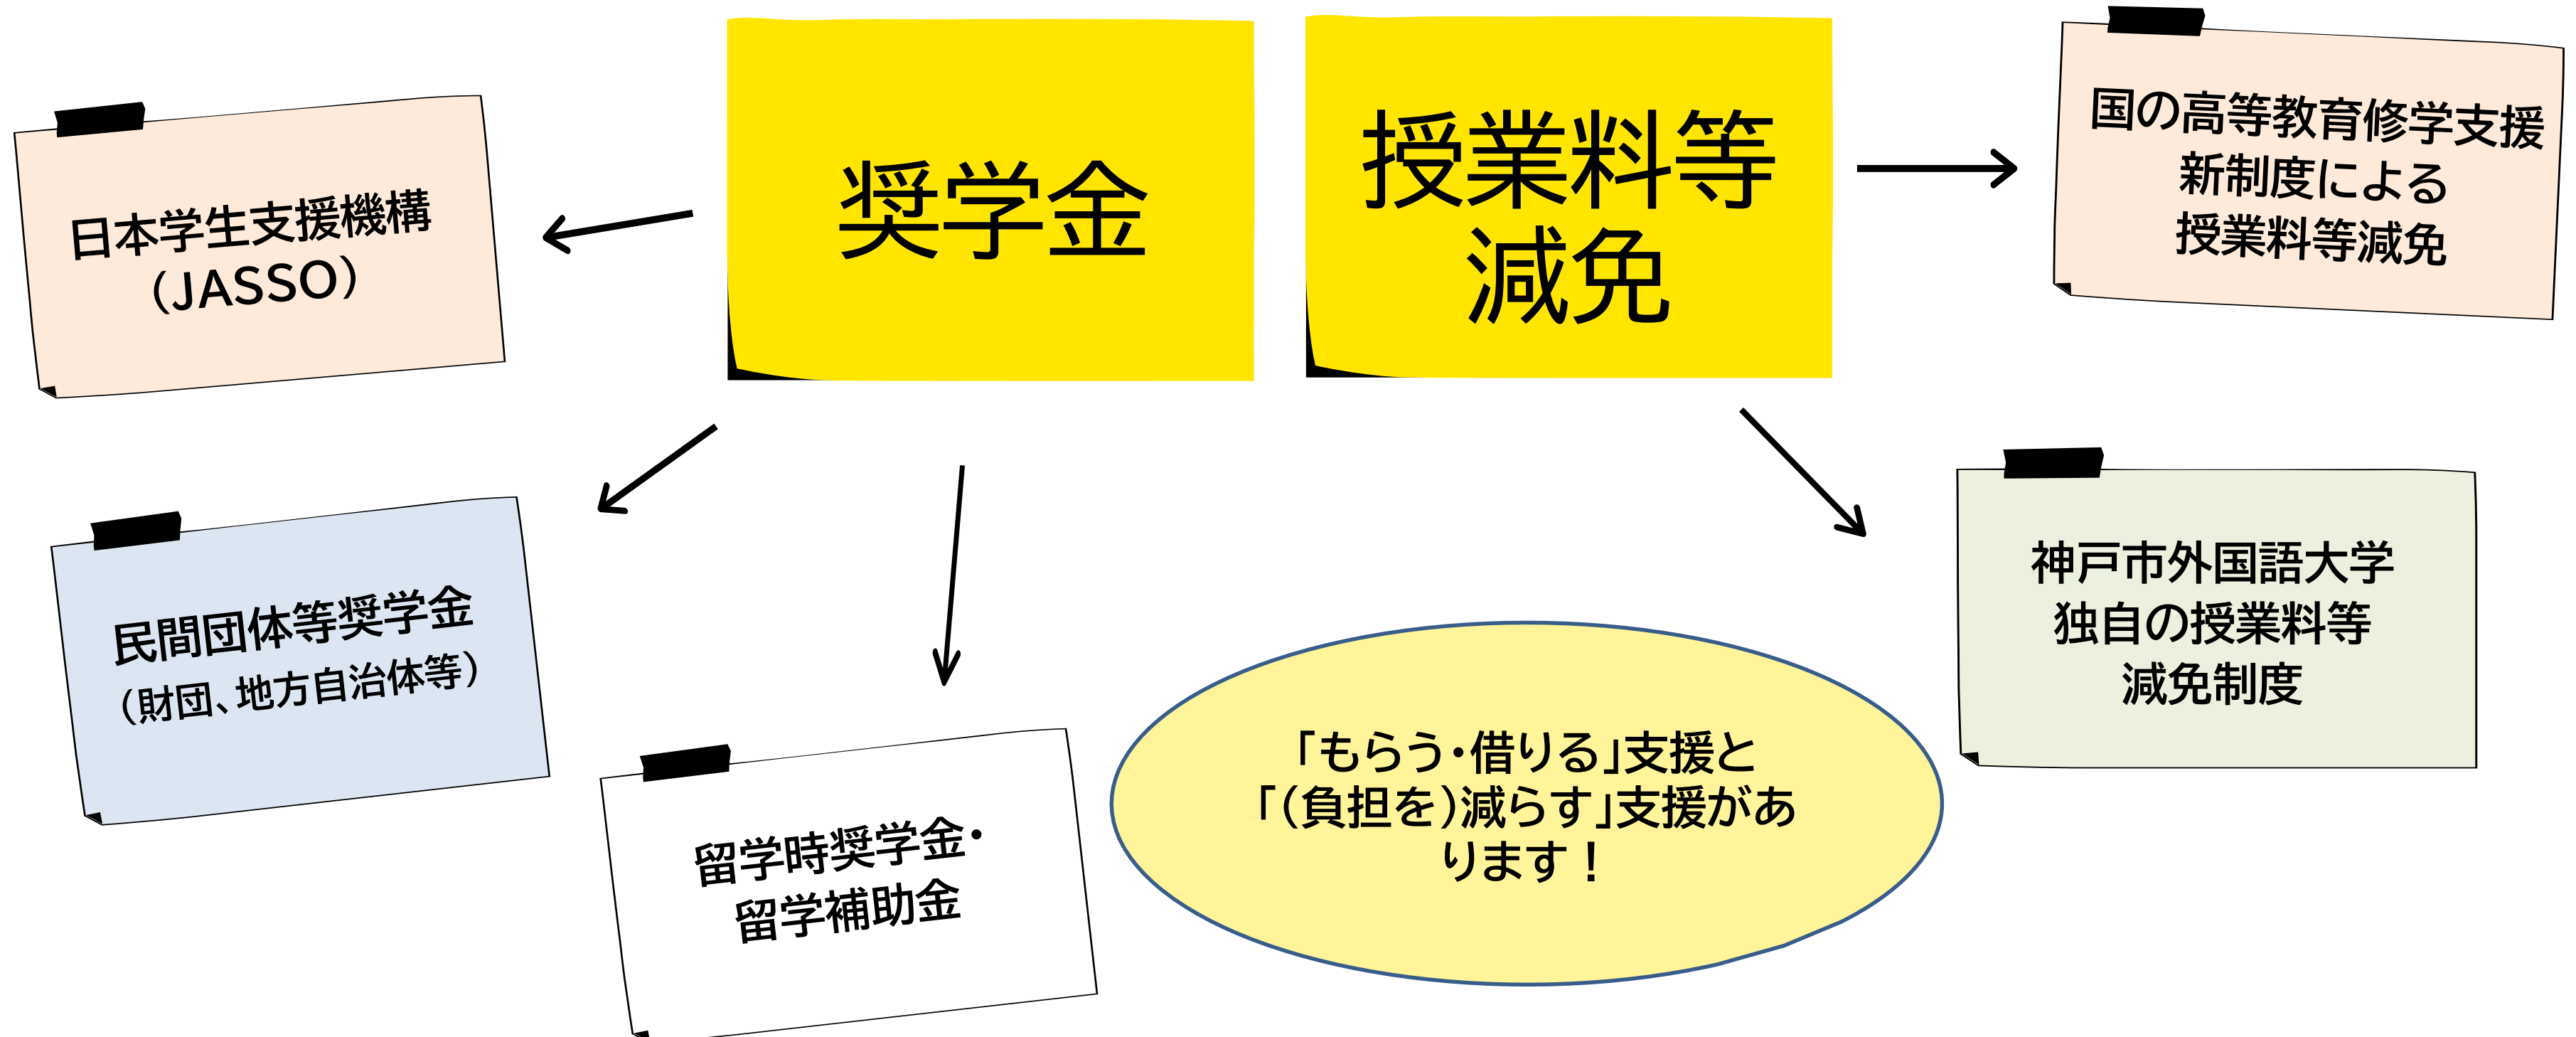 奨学金
授業料等
減免
日本学生支援機構
（JASSO）
民間団体等奨学金
（財団、地方自治体等）
留学時奨学金・
留学補助金
国の高等教育修学支援
新制度による
授業料等減免
神戸市外国語大学
独自の授業料等
減免制度
「もらう・借りる」支援と
「（負担を）減らす」支援があ
ります！